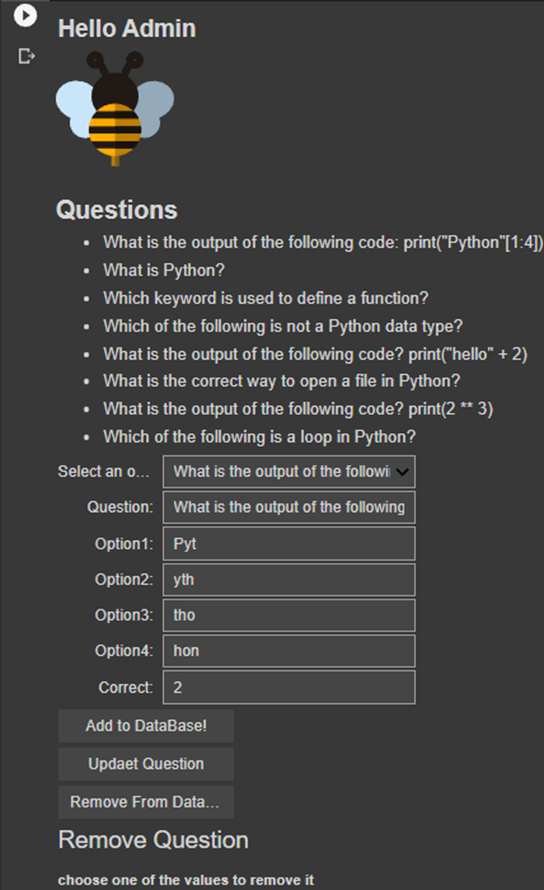 Hello Admin
Questions
• What is the output of the following code: print("Python"[1:4])
• What is Python?
• Which keyword is used to define a function?
• Which of the following is not a Python data type?
• What is the output of the following code? print("hello" + 2)
• What is the correct way to open a file in Python?
• What is the output of the following code? print(2 ** 3)
• Which of the following is a loop in Python?
Select an o... What is the output of the followi
Question: What is the output of the following
Option1: Pyt
Option2: yth
Option3: tho
Option4: hon
Correct: 2
Add to DataBase!
Updaet Question
Remove From Data...
Remove Question
choose one of the values to remove it